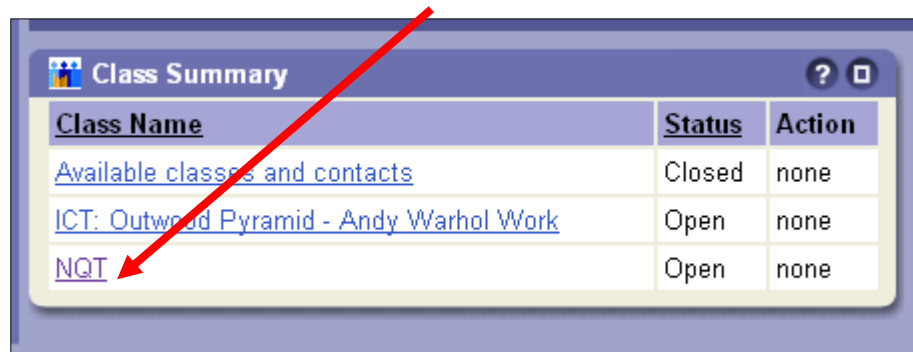 Class Summary ?
Class Name Status Action
Available classes and contacts Closed none
ICT: Outwood Pyramid - Andy Warhol Work Open none
NQT Open none